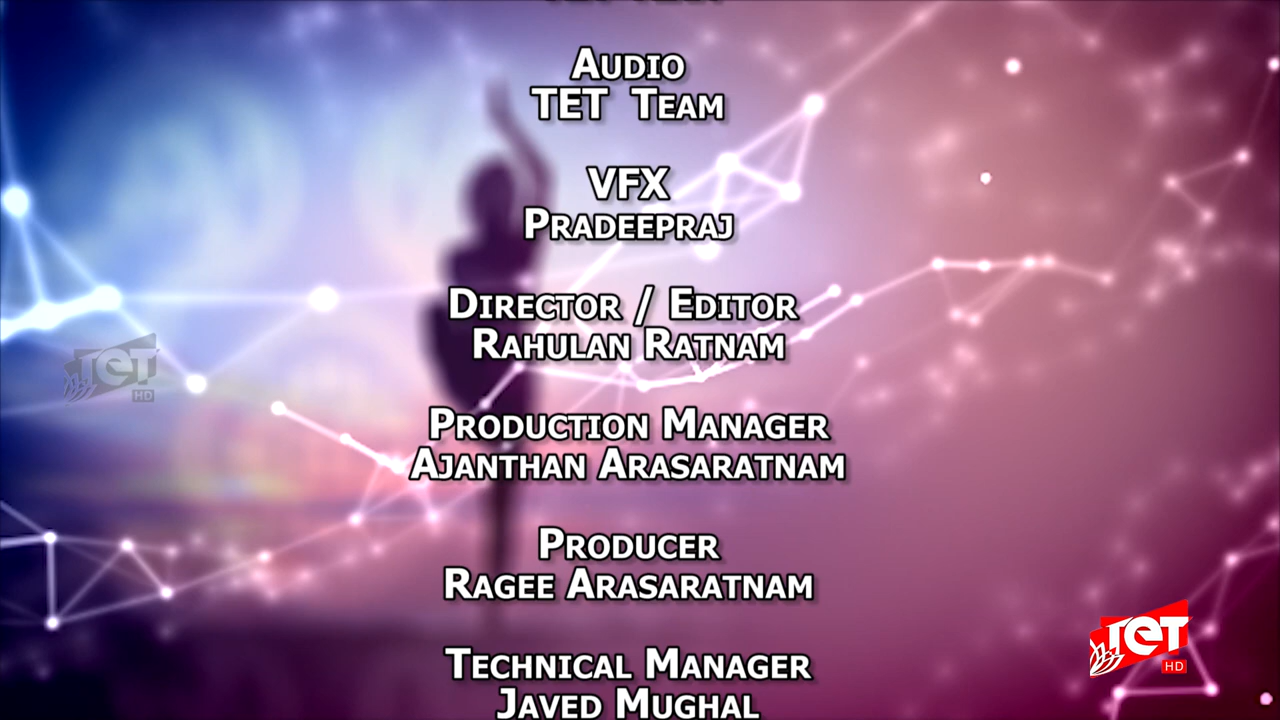 Audio
TET Team
VFX
Pradeepraj
Director / Editor
Rahulan Ratnam
Production Manager
Ajanthan Arasaratnam
Producer
Ragee Arasaratnam
Technical Manager
Javed Mughal
TET
HD
TET
HD